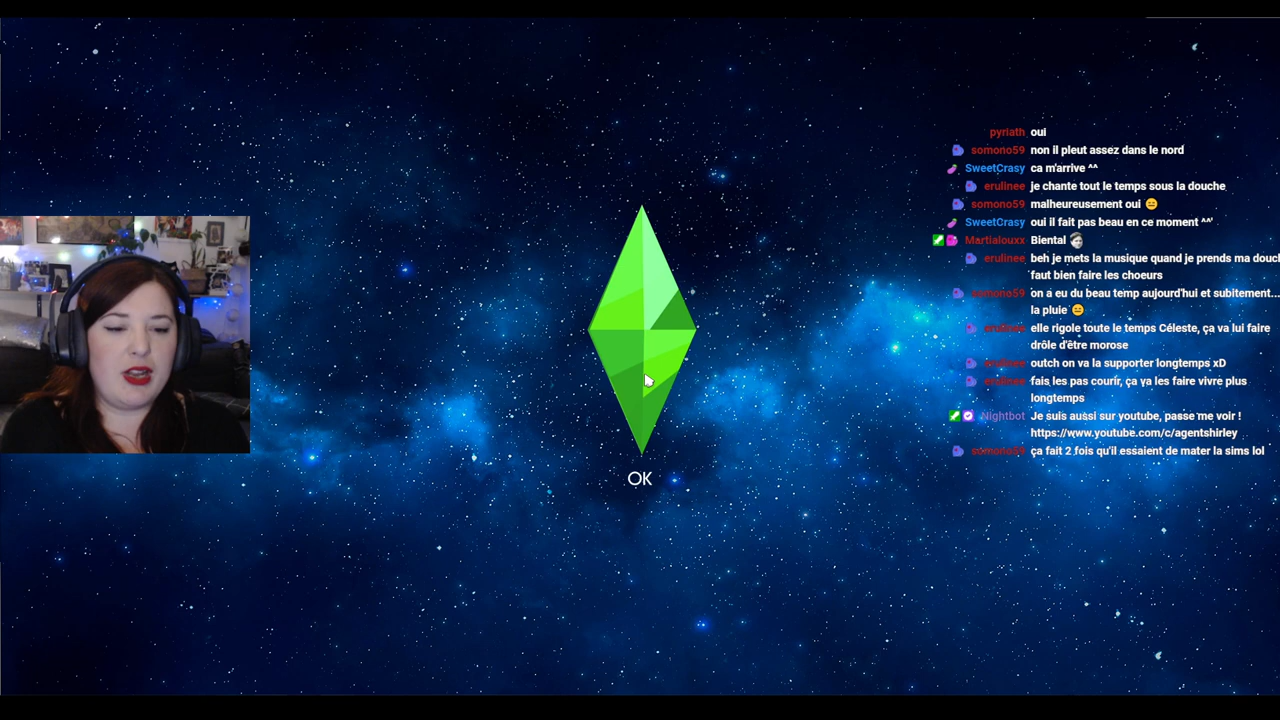 pyriath oui
somono59 non il pleut assez dans le nord
SweetCrasy ca m'arrive ^^
erulinee je chante tout le temps sous la douche
somono59 malheureusement oui 😑
SweetCrasy oui il fait pas beau en ce moment ^^'
Martialouxx Biental
erulinee beh je mets la musique quand je prends ma doucl
faut bien faire les choeurs
somono59 on a eu du beau temp aujourd'hui et subitement...
la pluie 😑
erulinee elle rigole toute le temps Céleste, ça va lui faire
drôle d'être morose
erulinee outch on va la supporter longtemps xD
erulinee fais les pas courir, ça va les faire vivre plus
longtemps
Nightbot Je suis aussi sur youtube, passe me voir !
https://www.youtube.com/c/agentshirley
somono59 ça fait 2 fois qu'il essaient de mater la sims lol
OK